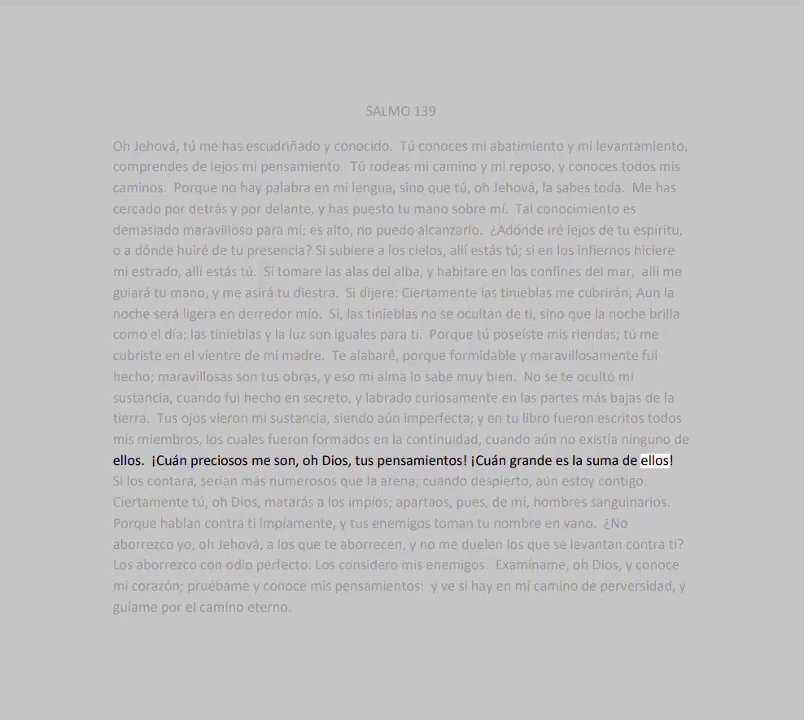 SALMO 139
Oh Jehová, tú me has escudriñado y conocido.  Tú conoces mi abatimiento y mi levantamiento,
comprendes de lejos mi pensamiento.  Tú rodeas mi camino y mi reposo, y conoces todos mis
caminos.  Porque no hay palabra en mi lengua, sino que tú, oh Jehová, la sabes toda.  Me has
cercado por detrás y por delante, y has puesto tu mano sobre mí.  Tal conocimiento es
demasiado maravilloso para mí; es alto, no puedo alcanzarlo.  ¿Adónde iré lejos de tu espíritu,
o a dónde huiré de tu presencia? Si subiere a los cielos, allí estás tú; si en los infiernos hiciere
mi estrado, allí estás tú.  Si tomare las alas del alba, y habitare en los confines del mar,  allí me
guiará tu mano, y me asirá tu diestra.  Si dijere: Ciertamente las tinieblas me cubrirán; Aun la
noche será ligera en derredor mío.  Sí, las tinieblas no se ocultan de ti, sino que la noche brilla
como el día; las tinieblas y la luz son iguales para ti.  Porque tú poseíste mis riendas; tú me
cubriste en el vientre de mi madre.  Te alabaré, porque formidable y maravillosamente fui
hecho; maravillosas son tus obras, y eso mi alma lo sabe muy bien.  No se te ocultó mi
sustancia, cuando fui hecho en secreto, y labrado curiosamente en las partes más bajas de la
tierra.  Tus ojos vieron mi sustancia, siendo aún imperfecta; y en tu libro fueron escritos todos
mis miembros, los cuales fueron formados en la continuidad, cuando aún no existía ninguno de
ellos.  ¡Cuán preciosos me son, oh Dios, tus pensamientos! ¡Cuán grande es la suma de ellos!
Si los contara, serían más numerosos que la arena, cuando despierto, aún estoy contigo.
Ciertamente tú, oh Dios, matarás a los impios; apartaos, pues, de mí, hombres sanguinarios.
Porque hablan contra ti impíamente, y tus enemigos toman tu nombre en vano.  ¿No
aborrezco yo, oh Jehová, a los que te aborrecen, y no me duelen los que se levantan contra ti?
Los aborrezco con odio perfecto: Los considero mis enemigos.  Examíname, oh Dios, y conoce
mi corazón; pruébame y conoce mis pensamientos:  y ve si hay en mí camino de perversidad, y
guíame por el camino eterno.